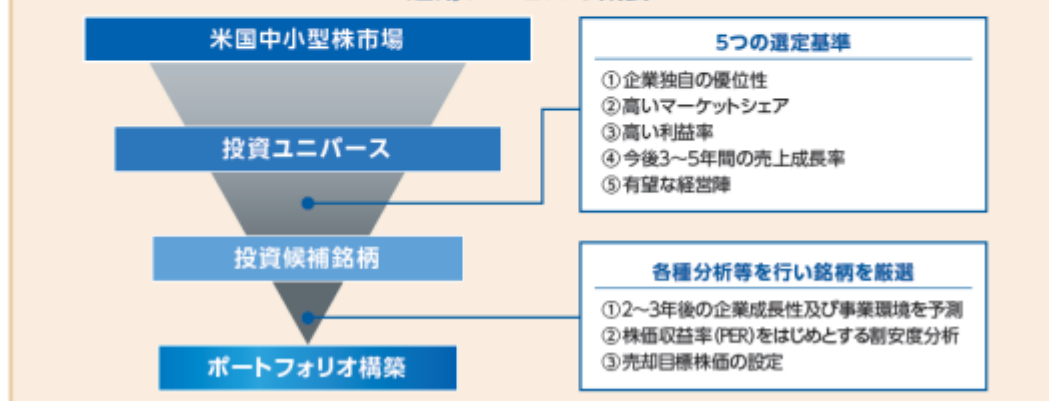 米国中小型株市場
投資ユニバース
投資候補銘柄
ポートフォリオ構築
5つの選定基準
①企業独自の優位性
②高いマーケットシェア
③高い利益率
④今後3～5年間の売上成長率
⑤有望な経営陣
各種分析等を行い銘柄を厳選
①2～3年後の企業成長性及び事業環境を予測
②株価収益率(PER)をはじめとする割安度分析
③売却目標株価の設定